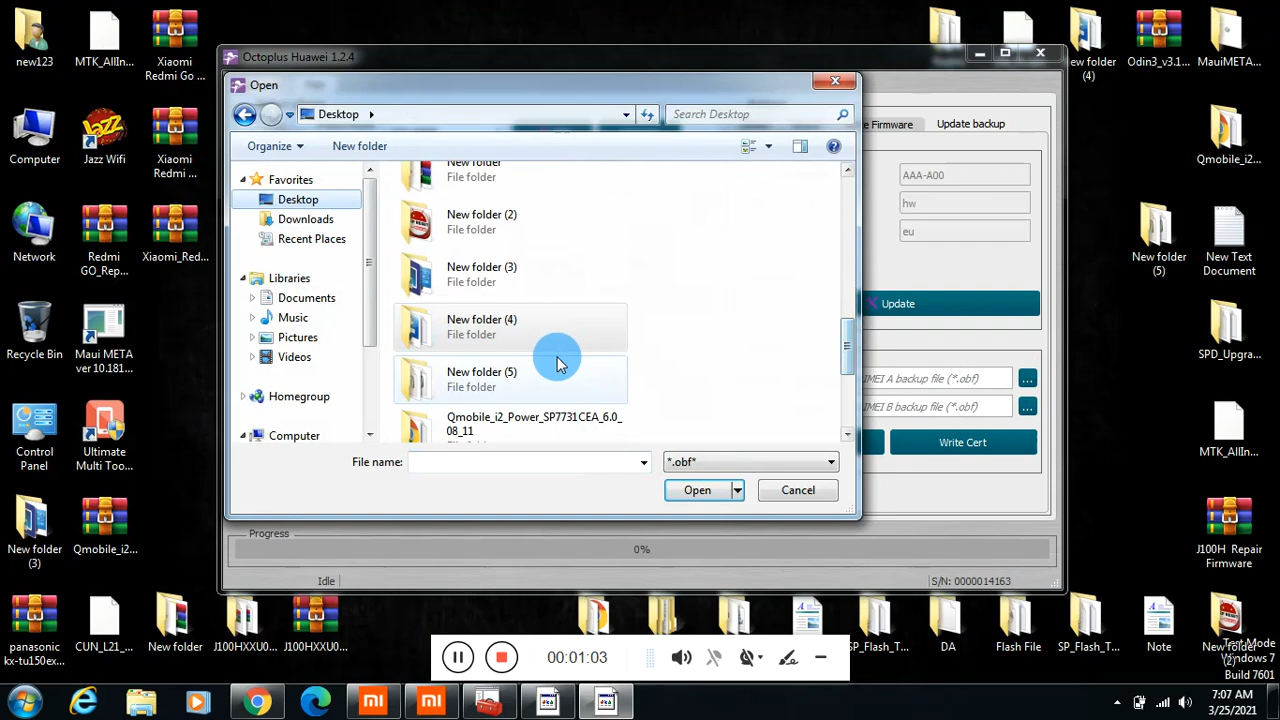 new123
MTK_AllIn...
Xiaomi
Redmi Go ...
Computer
Jazz Wifi
Xiaomi
Redmi ...
Network
Redmi
GO_Rep...
Xiaomi_Red...
Recycle Bin
Maui META
ver 10.181...
Control
Panel
Ultimate
Multi Too...
New folder
(3)
Qmobile_i2...
panasonic
kx-tu150ex...
CUN_L21_...
New folder
J100HXXU0...
J100HXXU0...
Octoplus Huawei 1.2.4
Open
Desktop
Search Desktop
Organize
New folder
Favorites
Desktop
Downloads
Recent Places
Libraries
Documents
Music
Pictures
Videos
Homegroup
Computer
New folder
File folder
New folder (2)
File folder
New folder (3)
File folder
New folder (4)
File folder
New folder (5)
File folder
Qmobile_i2_Power_SP7731CEA_6.0_
08_11
File name:
*.obf*
Open
Cancel
e Firmware
Update backup
AAA-A00
hw
eu
Update
IMEI A backup file (*.obf)
...
IMEI B backup file (*.obf)
...
Write Cert
Progress
0%
Idle
S/N: 0000014163
ew folder
(4)
Odin3_v3.1...
MauiMETA...
Qmobile_i2...
New folder
(5)
New Text
Document
SPD_Upgra...
MTK_AllIn...
J100H Repair
Firmware
SP_Flash_T...
DA
Flash File
SP_Flash_T...
Note
New folder
(2)
00:01:03
Test Mode
Windows 7
Build 7601
7:07 AM
3/25/2021